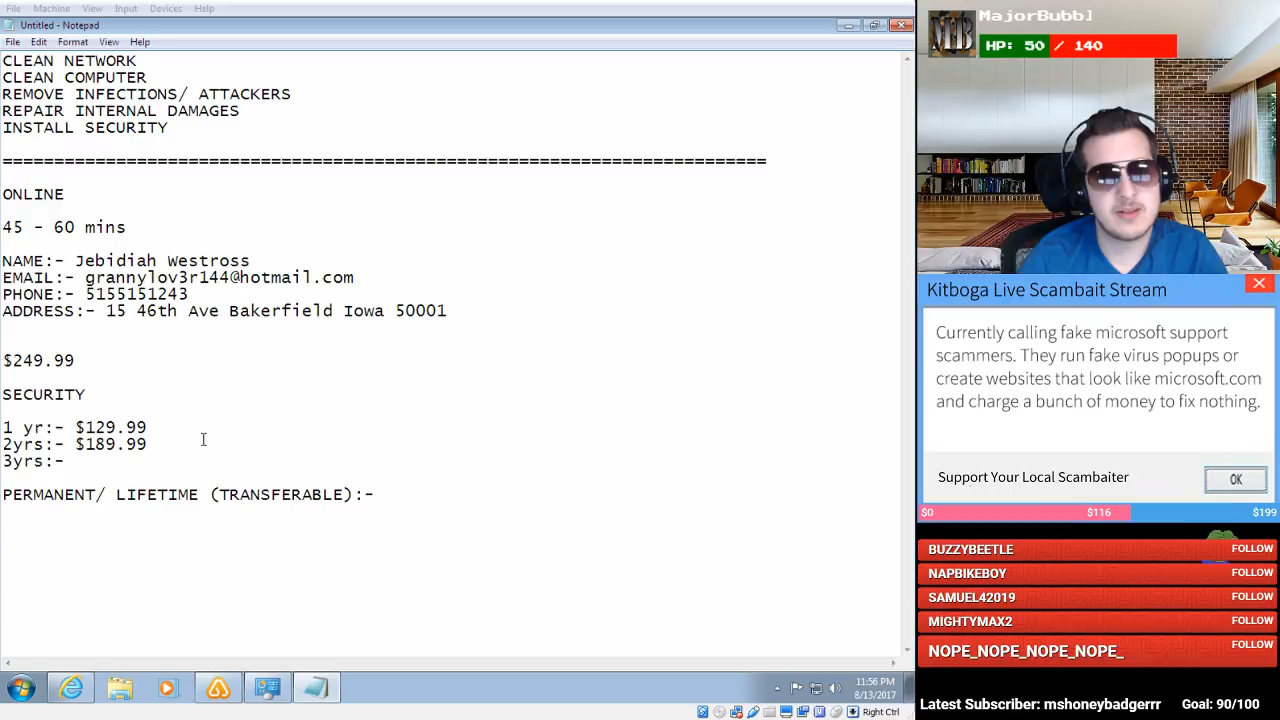 File Machine View Input Devices Help
Untitled - Notepad
File Edit Format View Help
CLEAN NETWORK
CLEAN COMPUTER
REMOVE INFECTIONS/ ATTACKERS
REPAIR INTERNAL DAMAGES
INSTALL SECURITY
==========================================================================
ONLINE
45 - 60 mins
NAME:- Jebidiah Westross
EMAIL:- grannylov3r144@hotmail.com
PHONE:- 5155151243
ADDRESS:- 15 46th Ave Bakerfield Iowa 50001
$249.99
SECURITY
1 yr:- $129.99
2yrs:- $189.99
3yrs:-
PERMANENT/ LIFETIME (TRANSFERABLE):-
11:56 PM
8/13/2017
Right Ctrl
MajorBubbl
MB
HP: 50 / 140
Kitboga Live Scambait Stream
Currently calling fake microsoft support
scammers. They run fake virus popups or
create websites that look like microsoft.com
and charge a bunch of money to fix nothing.
Support Your Local Scambaiter
OK
$0 $116 $199
BUZZYBEETLE FOLLOW
NAPBIKEBOY FOLLOW
SAMUEL42019 FOLLOW
MIGHTYMAX2 FOLLOW
NOPE_NOPE_NOPE_NOPE_ FOLLOW
Latest Subscriber: mshoneybadgerrr Goal: 90/100